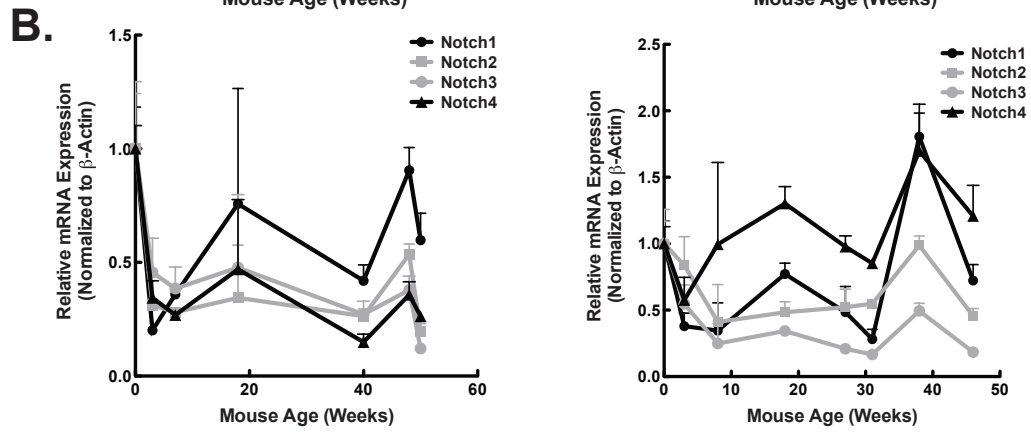 Mouse Age (Weeks)
Mouse Age (Weeks)
B.
Relative mRNA Expression
(Normalized to β-Actin)
1.5
1.0
0.5
0.0
0
20
40
60
Mouse Age (Weeks)
Notch1
Notch2
Notch3
Notch4
Relative mRNA Expression
(Normalized to β-Actin)
2.5
2.0
1.5
1.0
0.5
0.0
0
10
20
30
40
50
Mouse Age (Weeks)
Notch1
Notch2
Notch3
Notch4